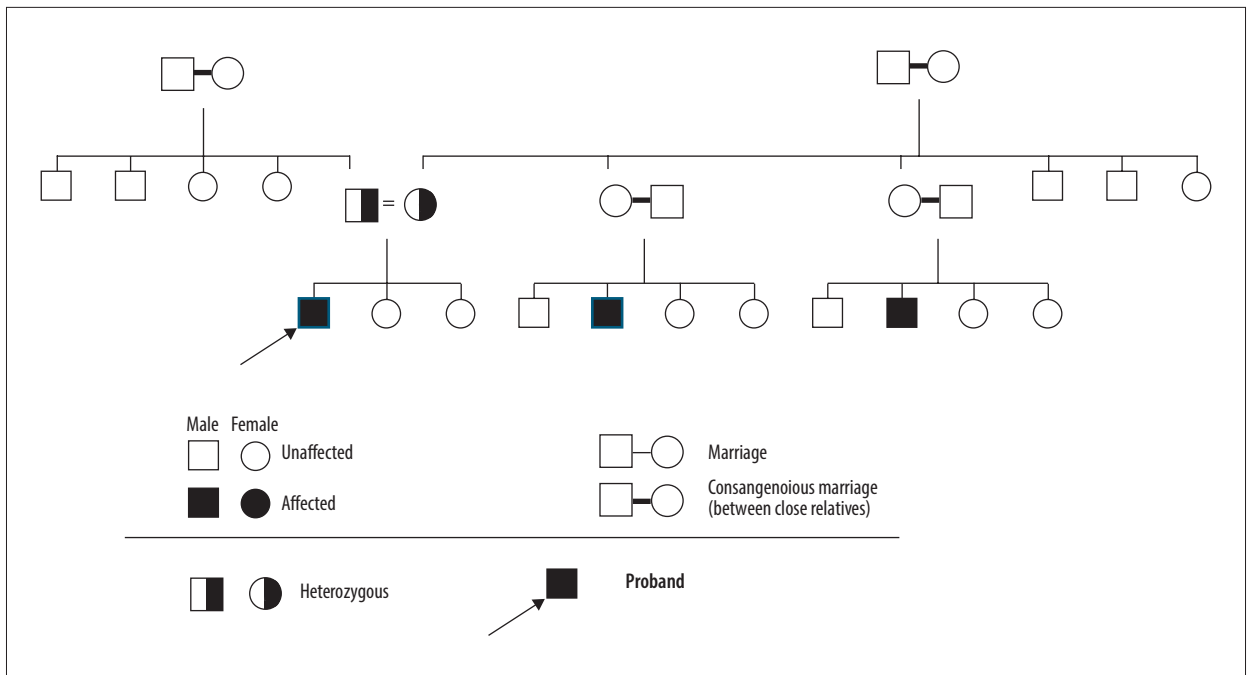 =
Male Female
Unaffected
Affected
Marriage
Consangenoious marriage
(between close relatives)
Heterozygous
Proband